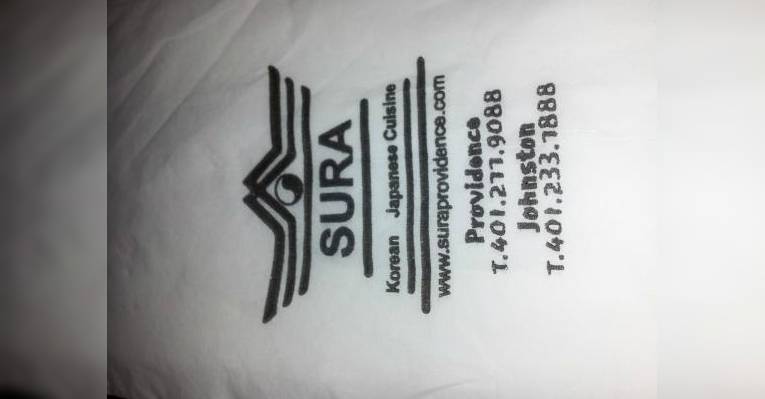 SURA
Korean Japanese Cuisine
www.suraprovidence.com
Providence
T.401.277.9088
Johnston
T.401.233.7888